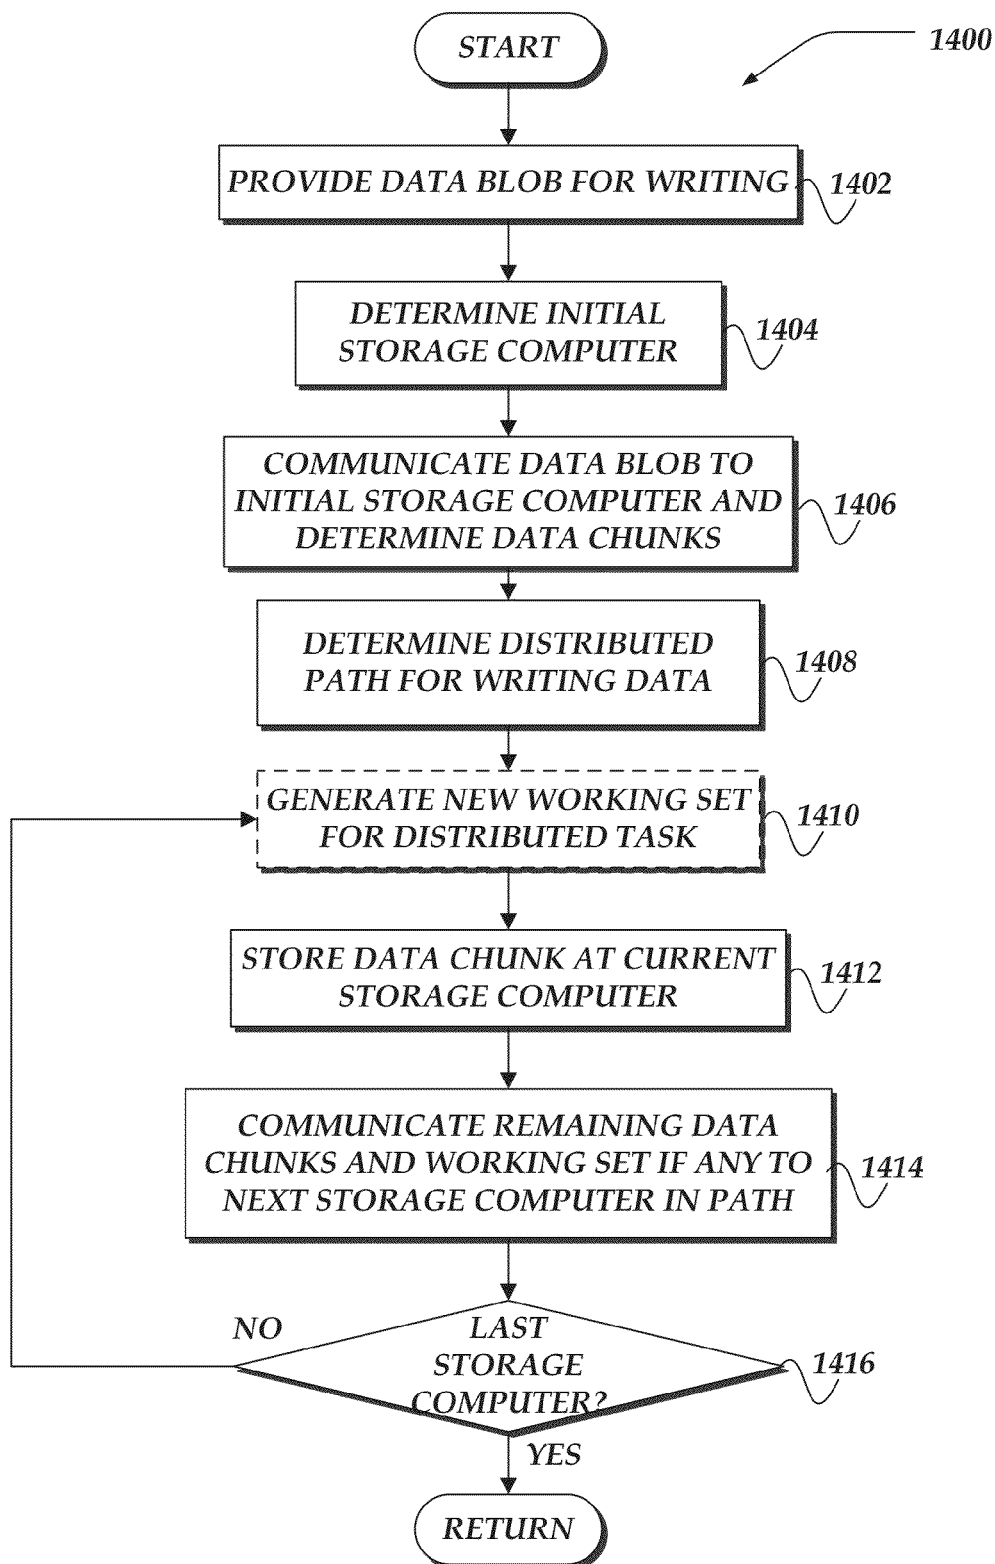 START
1400
PROVIDE DATA BLOB FOR WRITING
1402
DETERMINE INITIAL
STORAGE COMPUTER
1404
COMMUNICATE DATA BLOB TO
INITIAL STORAGE COMPUTER AND
DETERMINE DATA CHUNKS
1406
DETERMINE DISTRIBUTED
PATH FOR WRITING DATA
1408
GENERATE NEW WORKING SET
FOR DISTRIBUTED TASK
1410
STORE DATA CHUNK AT CURRENT
STORAGE COMPUTER
1412
COMMUNICATE REMAINING DATA
CHUNKS AND WORKING SET IF ANY TO
NEXT STORAGE COMPUTER IN PATH
1414
NO
LAST
STORAGE
COMPUTER?
1416
YES
RETURN